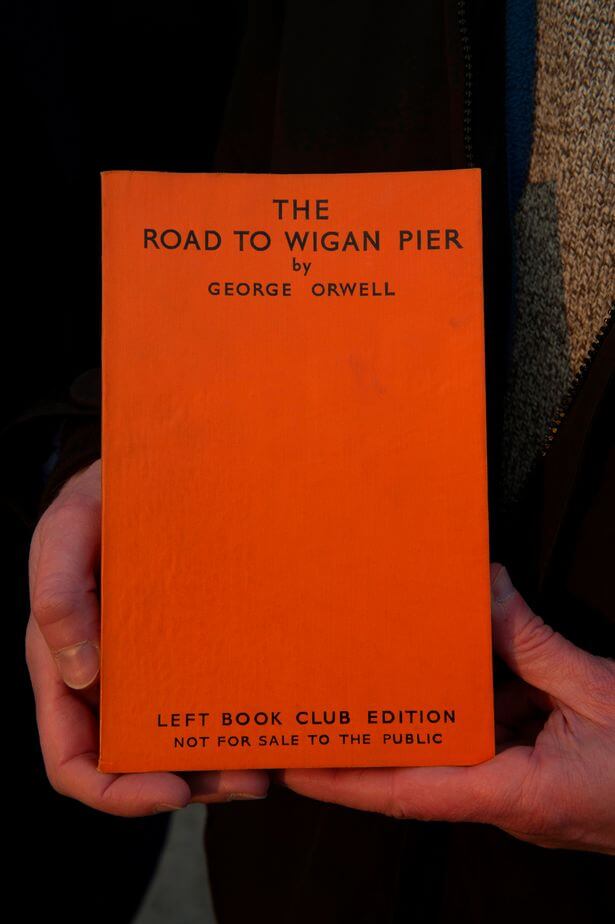 THE
ROAD TO WIGAN PIER
by
GEORGE ORWELL
LEFT BOOK CLUB EDITION
NOT FOR SALE TO THE PUBLIC